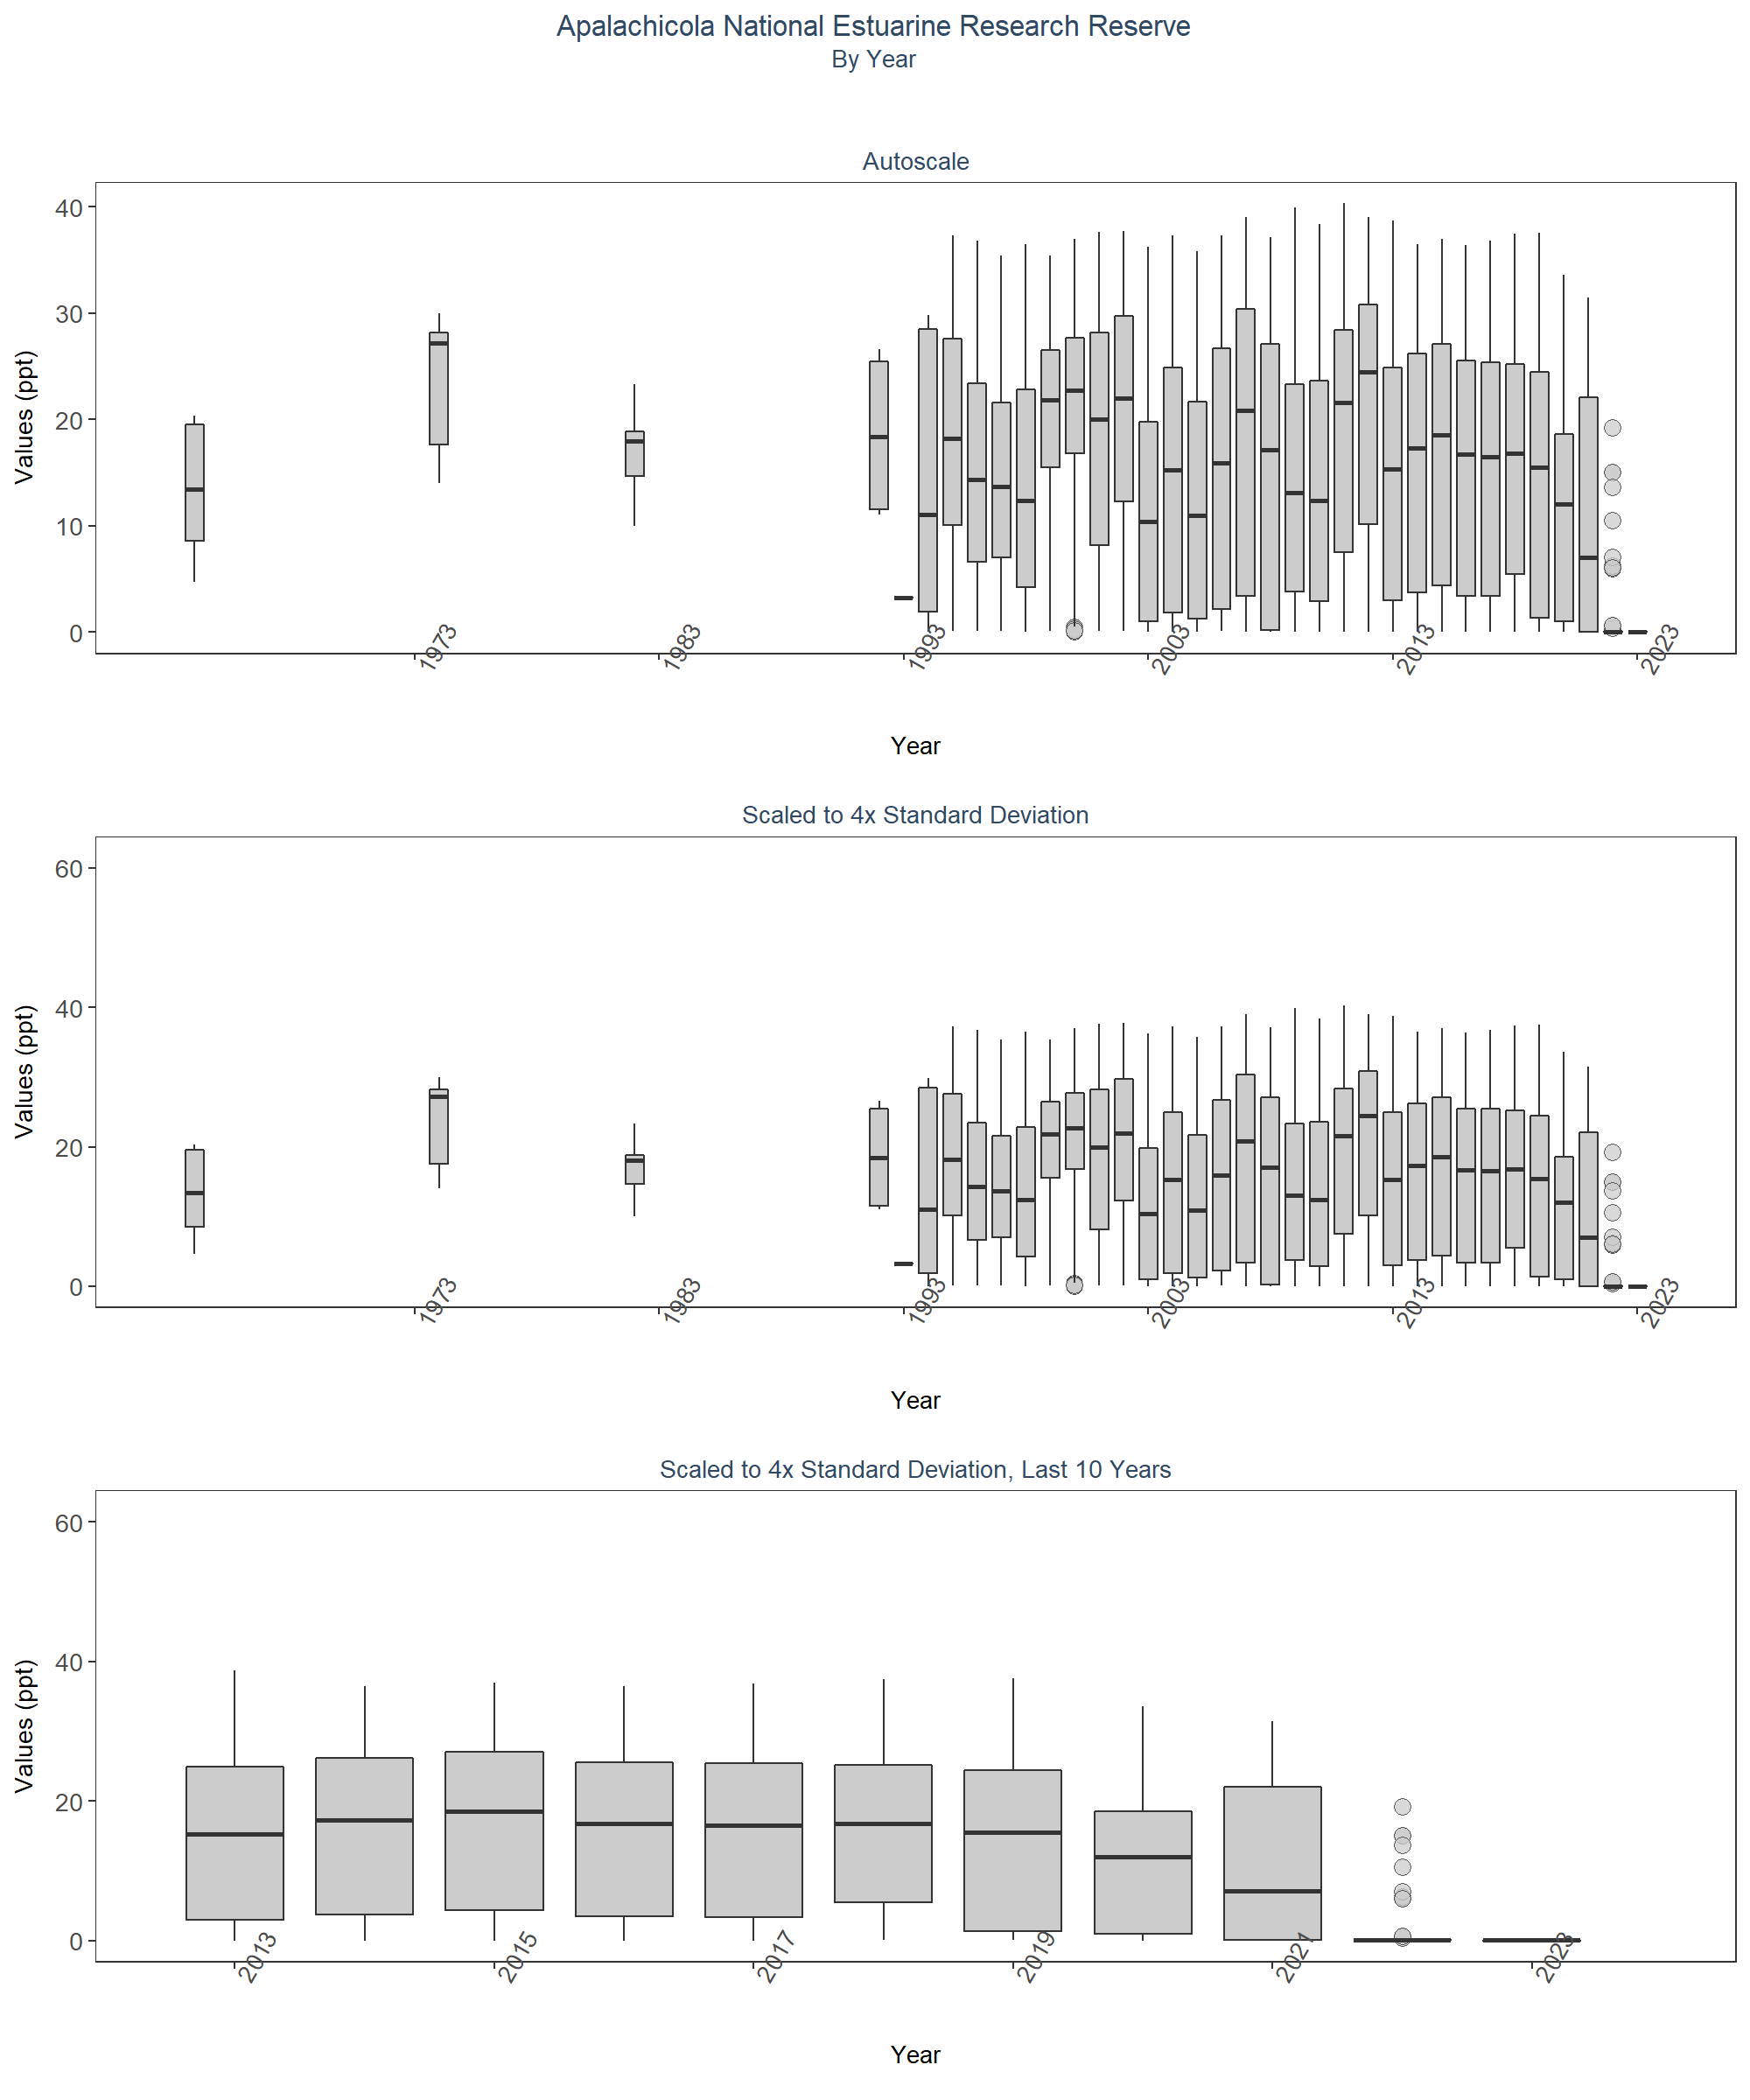 Apalachicola National Estuarine Research Reserve
By Year
Autoscale
Values (ppt)
40
30
20
10
0
1973
1983
1993
2003
2013
2023
Year
Scaled to 4x Standard Deviation
Values (ppt)
60
40
20
0
1973
1983
1993
2003
2013
2023
Year
Scaled to 4x Standard Deviation, Last 10 Years
Values (ppt)
60
40
20
0
2013
2015
2017
2019
2021
2023
Year